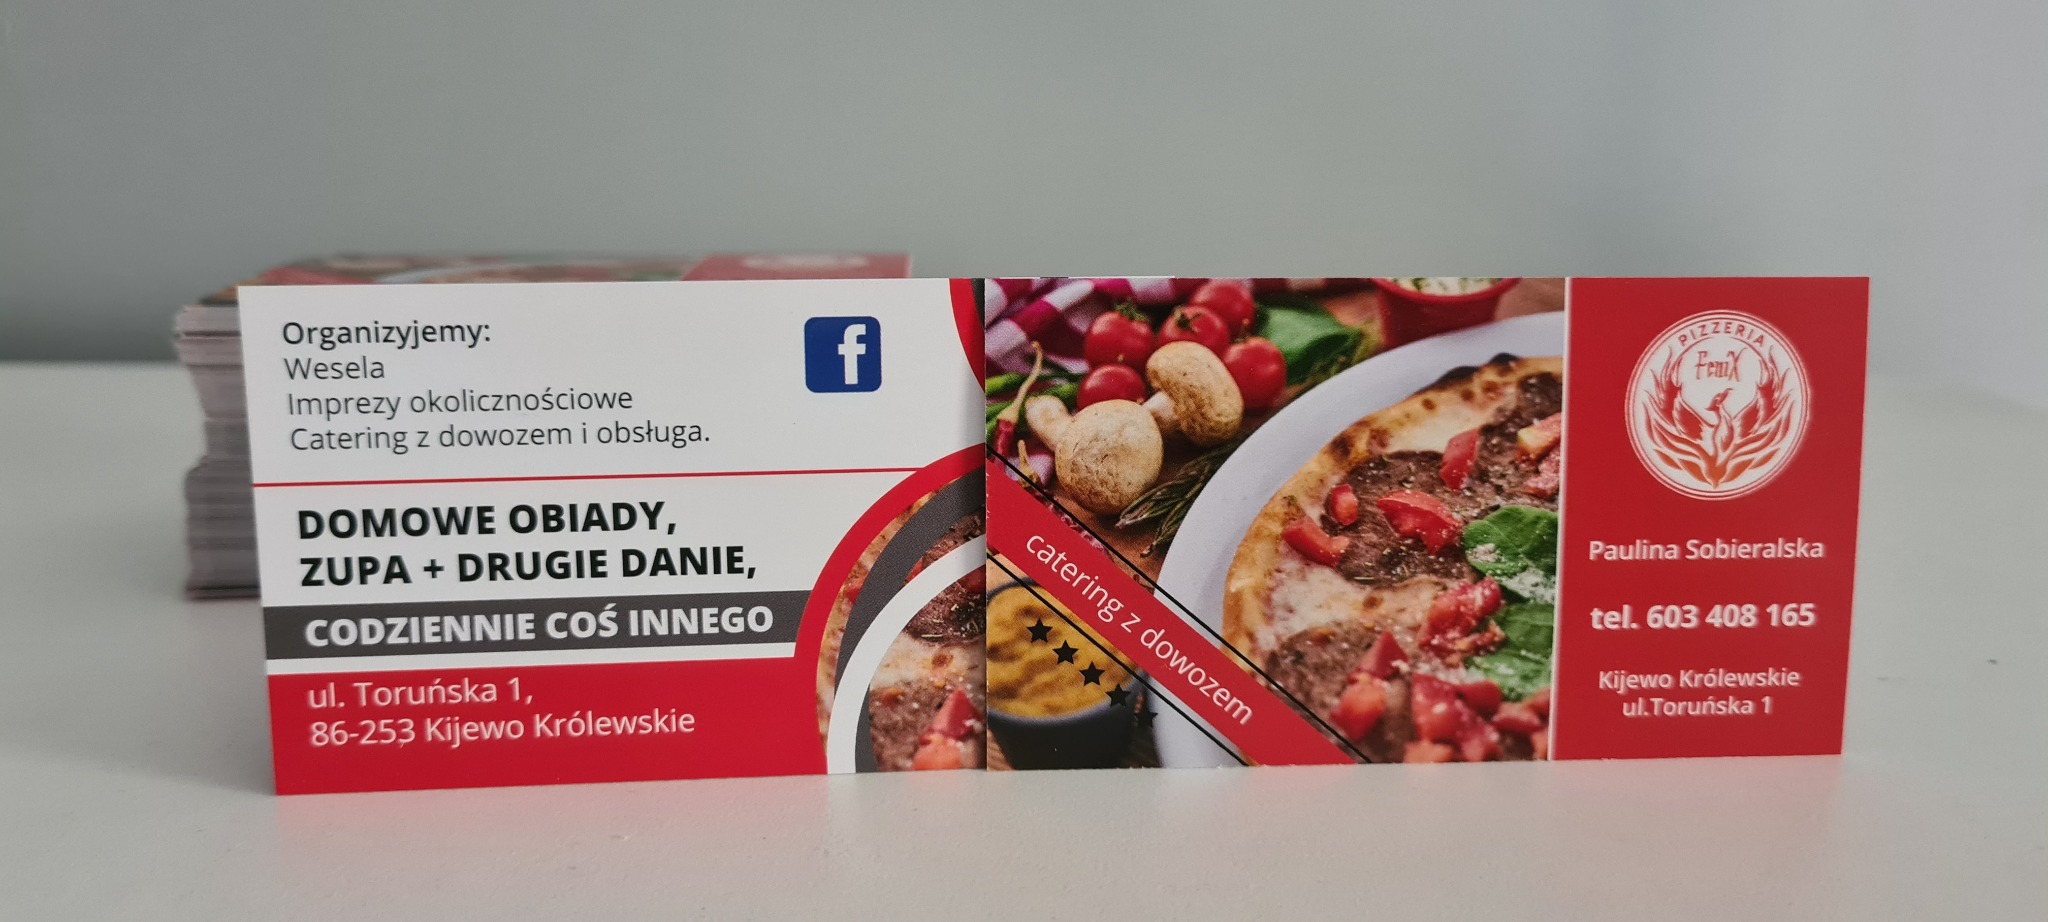 Organizyjemy:
Wesela
Imprezy okolicznościowe
Catering z dowozem i obsługa.
f
DOMOWE OBIADY,
ZUPA + DRUGIE DANIE,
CODZIENNIE COŚ INNEGO
ul. Toruńska 1,
86-253 Kijewo Królewskie
catering z dowozem
PIZZERIA
FeniX
Paulina Sobieralska
tel. 603 408 165
Kijewo Królewskie
ul.Toruńska 1